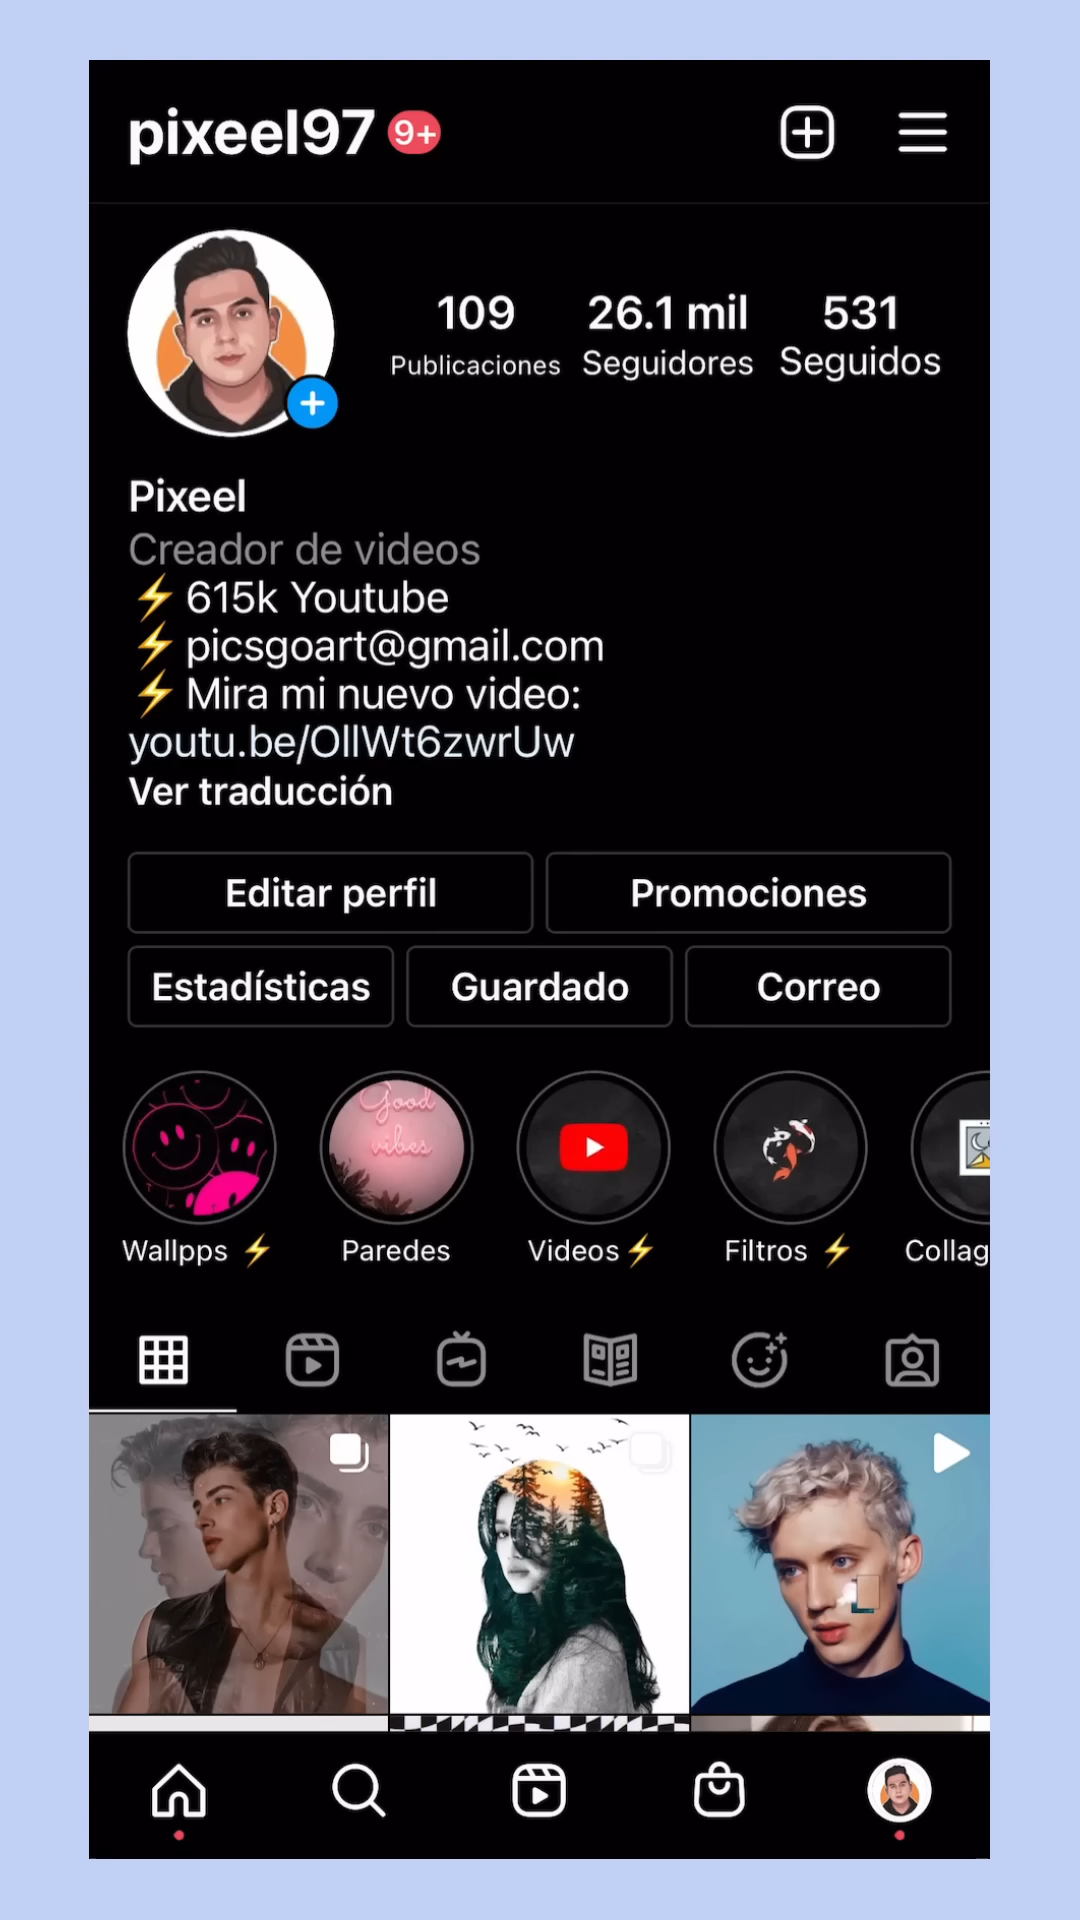 pixeel97 9+
109 26.1 mil 531
Publicaciones Seguidores Seguidos
Pixeel
Creador de videos
⚡ 615k Youtube
⚡ picsgoart@gmail.com
⚡ Mira mi nuevo video:
youtu.be/OllWt6zwrUw
Ver traducción
Editar perfil Promociones
Estadísticas Guardado Correo
Good
vibes
Wallpps ⚡ Paredes Videos⚡ Filtros ⚡ Collag